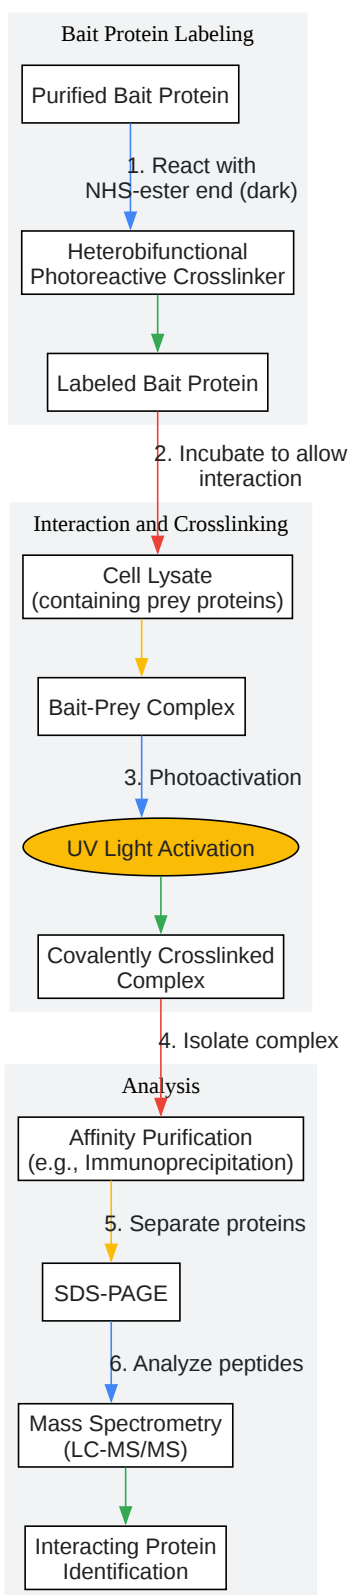 Bait Protein Labeling
Purified Bait Protein
1. React with
NHS-ester end (dark)
Heterobifunctional
Photoreactive Crosslinker
Labeled Bait Protein
2. Incubate to allow
interaction
Interaction and Crosslinking
Cell Lysate
(containing prey proteins)
Bait-Prey Complex
3. Photoactivation
UV Light Activation
Covalently Crosslinked
Complex
4. Isolate complex
Analysis
Affinity Purification
(e.g., Immunoprecipitation)
5. Separate proteins
SDS-PAGE
6. Analyze peptides
Mass Spectrometry
(LC-MS/MS)
Interacting Protein
Identification